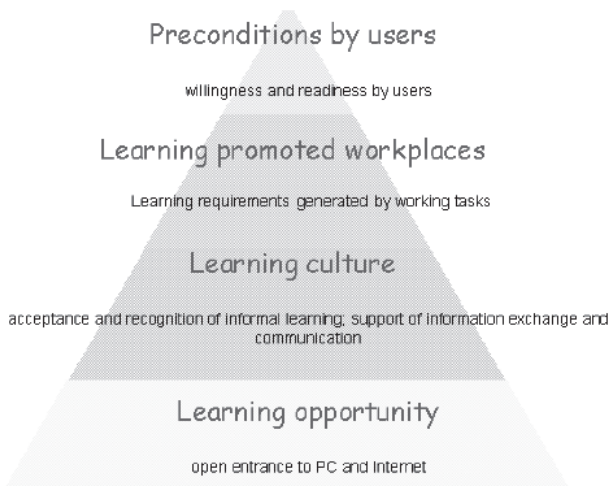 Preconditions by users
willingness and readiness by users
Learning promoted workplaces
Learning requirements generated by working tasks
Learning culture
acceptance and recognition of informal learning; support of information exchange and
communication
Learning opportunity
open entrance to PC and Internet